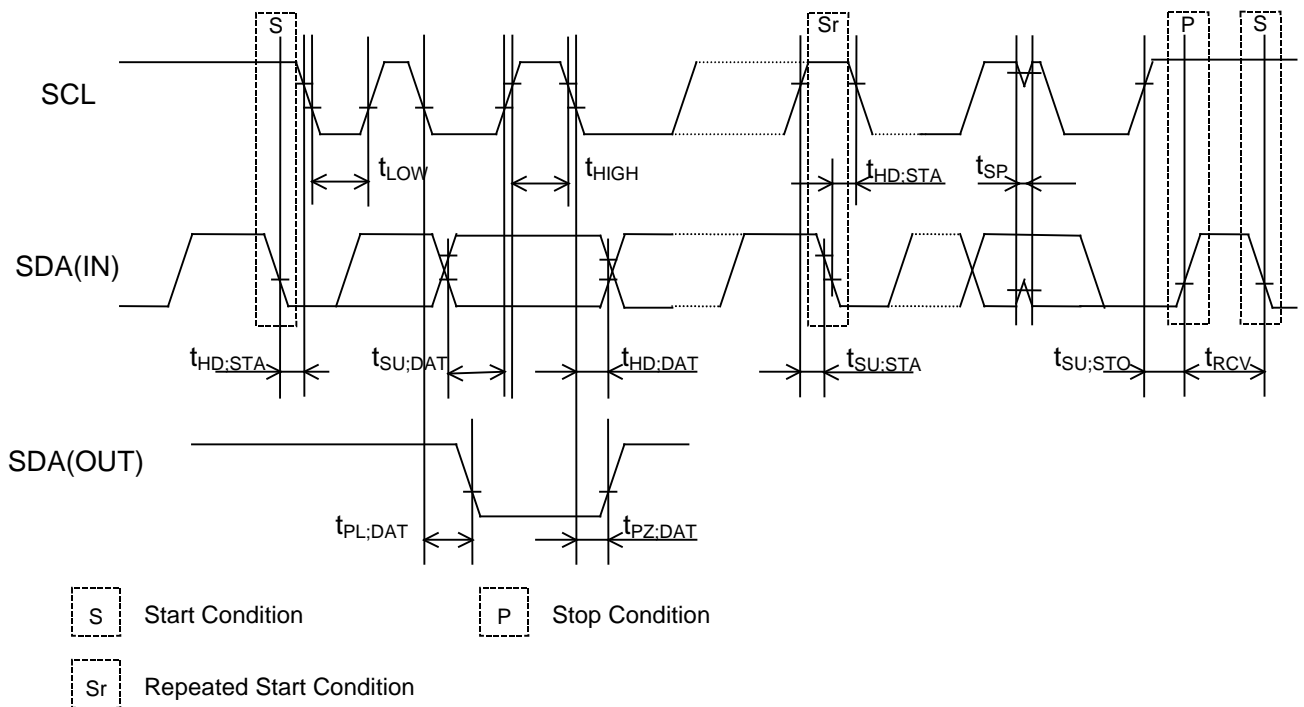 S Sr P S
SCL
tLOW tHIGH tHD;STA tSP
SDA(IN)
tHD;STA tSU;DAT tHD;DAT tSU;STA tSU;STO tRCV
SDA(OUT)
tPL;DAT tPZ;DAT
S Start Condition P Stop Condition
Sr Repeated Start Condition